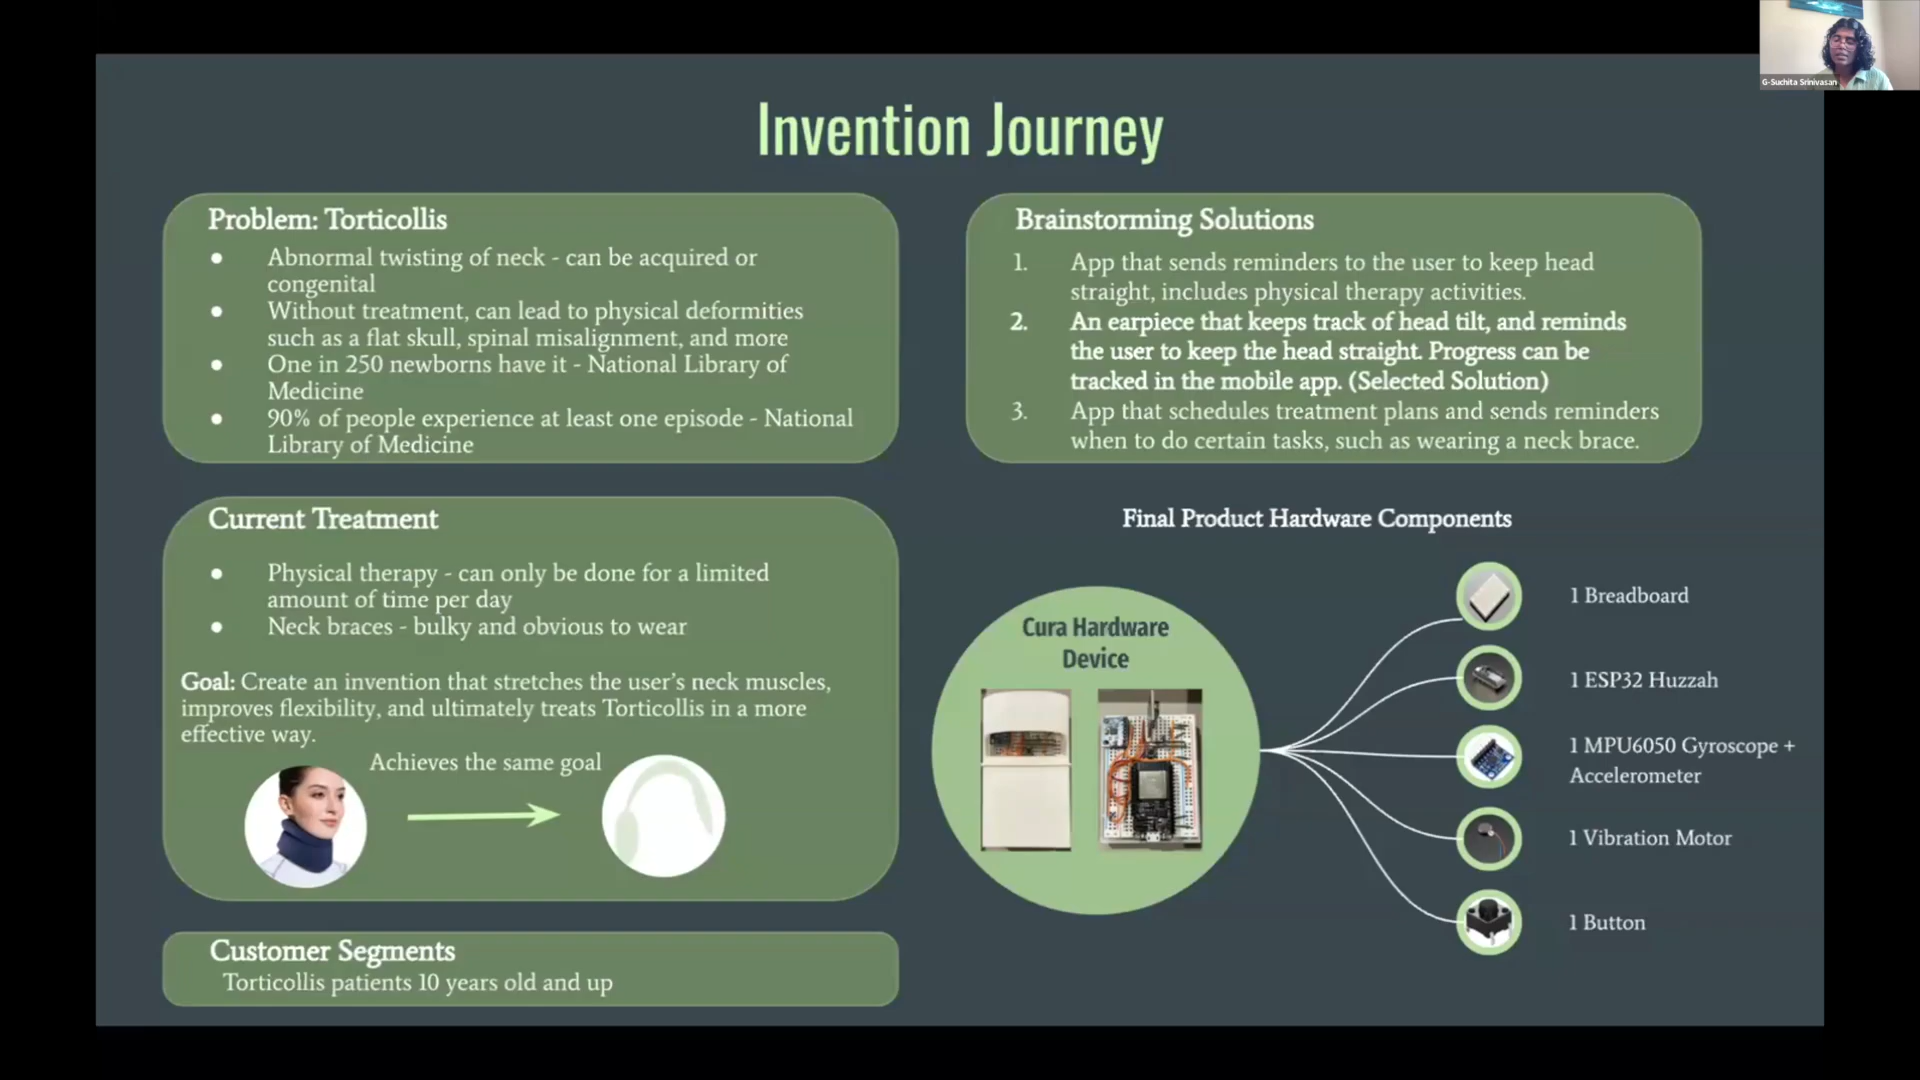 G-Suchita Srinivasan
Invention Journey
Problem: Torticollis
● Abnormal twisting of neck - can be acquired or
congenital
● Without treatment, can lead to physical deformities
such as a flat skull, spinal misalignment, and more
● One in 250 newborns have it - National Library of
Medicine
● 90% of people experience at least one episode - National
Library of Medicine
Current Treatment
● Physical therapy - can only be done for a limited
amount of time per day
● Neck braces - bulky and obvious to wear
Goal: Create an invention that stretches the user's neck muscles,
improves flexibility, and ultimately treats Torticollis in a more
effective way.
Achieves the same goal
Customer Segments
Torticollis patients 10 years old and up
Brainstorming Solutions
1. App that sends reminders to the user to keep head
straight, includes physical therapy activities.
2. An earpiece that keeps track of head tilt, and reminds
the user to keep the head straight. Progress can be
tracked in the mobile app. (Selected Solution)
3. App that schedules treatment plans and sends reminders
when to do certain tasks, such as wearing a neck brace.
Final Product Hardware Components
Cura Hardware
Device
1 Breadboard
1 ESP32 Huzzah
1 MPU6050 Gyroscope +
Accelerometer
1 Vibration Motor
1 Button